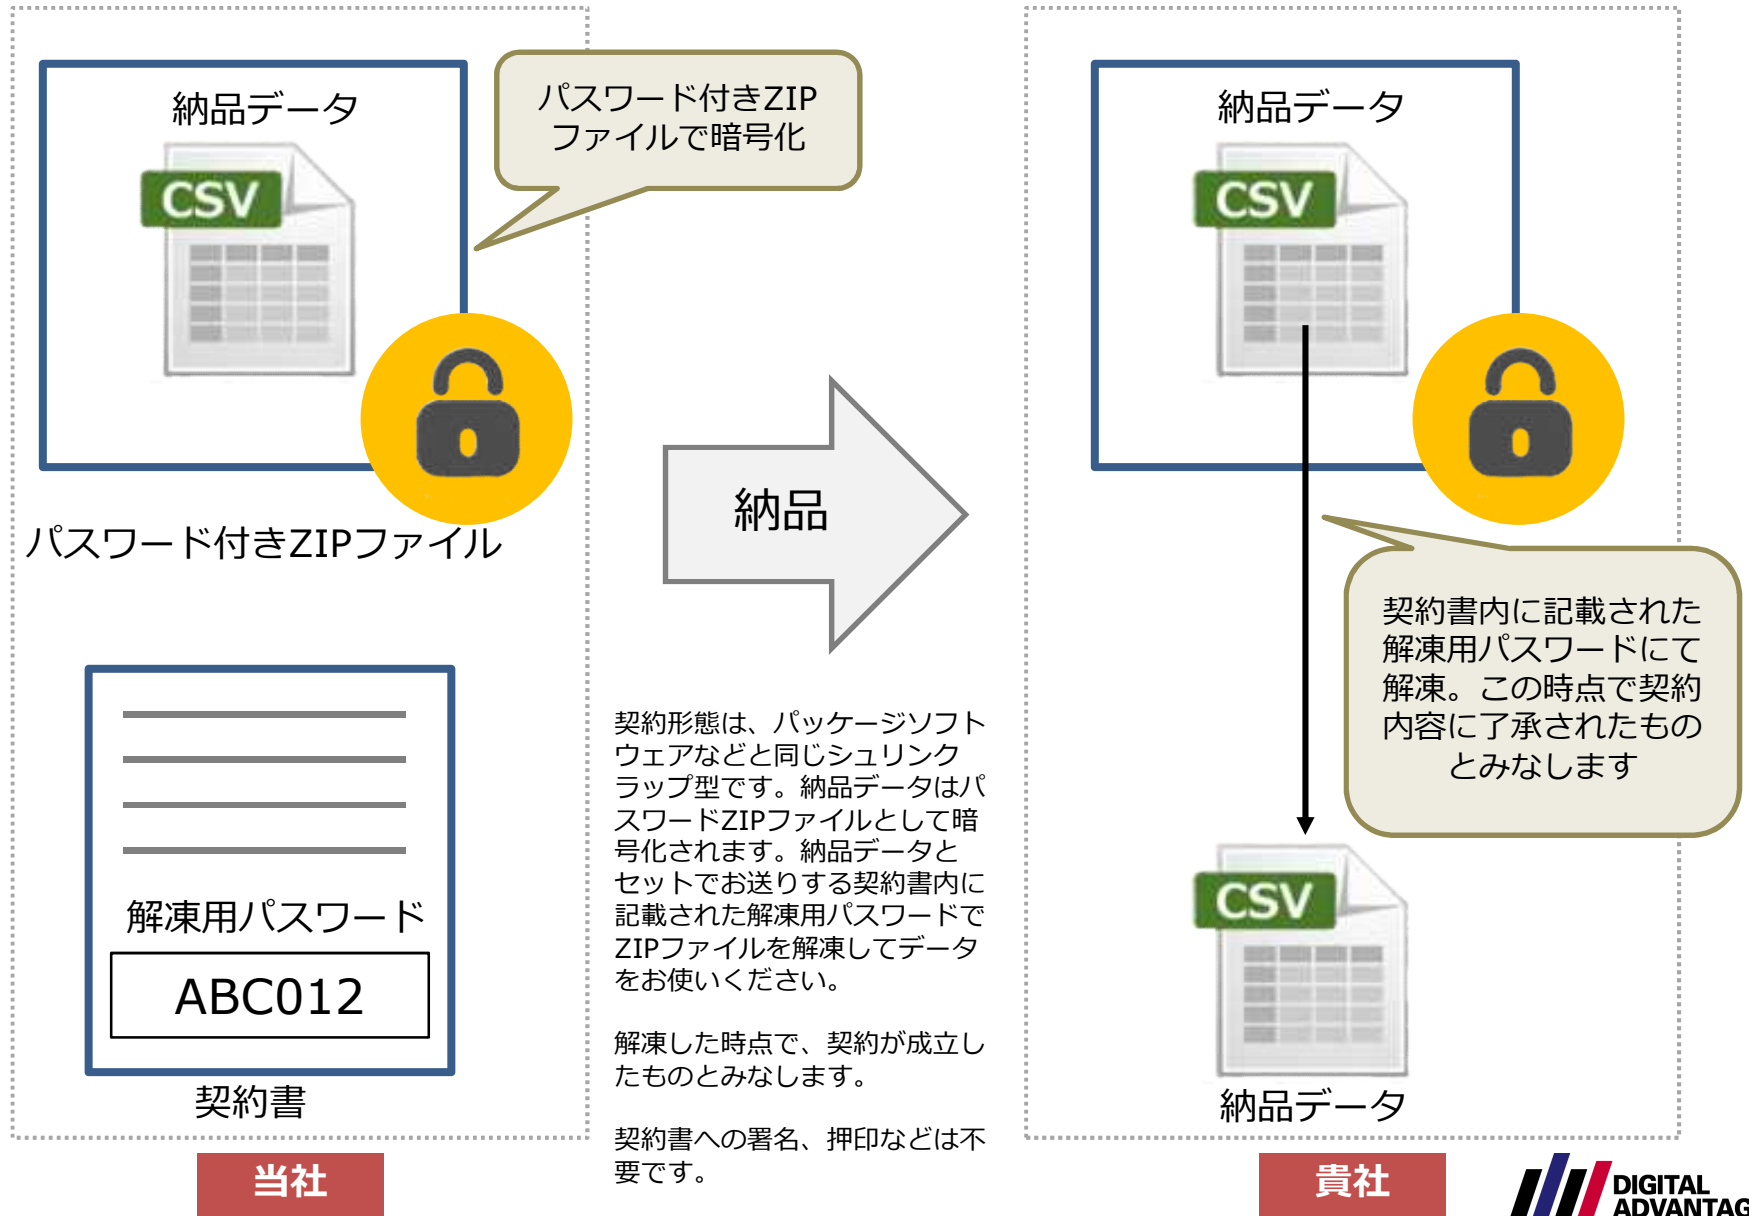 納品データ
CSV
パスワード付きZIP
ファイルで暗号化
パスワード付きZIPファイル
解凍用パスワード
ABC012
契約書
当社
納品
契約形態は、パッケージソフト
ウェアなどと同じシュリンク
ラップ型です。納品データはパ
スワードZIPファイルとして暗
号化されます。納品データと
セットでお送りする契約書内に
記載された解凍用パスワードで
ZIPファイルを解凍してデータ
をお使いください。
解凍した時点で、契約が成立し
たものとみなします。
契約書への署名、押印などは不
要です。
納品データ
CSV
契約書内に記載された
解凍用パスワードにて
解凍。この時点で契約
内容に了承されたもの
とみなします
CSV
納品データ
貴社
DIGITAL
ADVANTAG